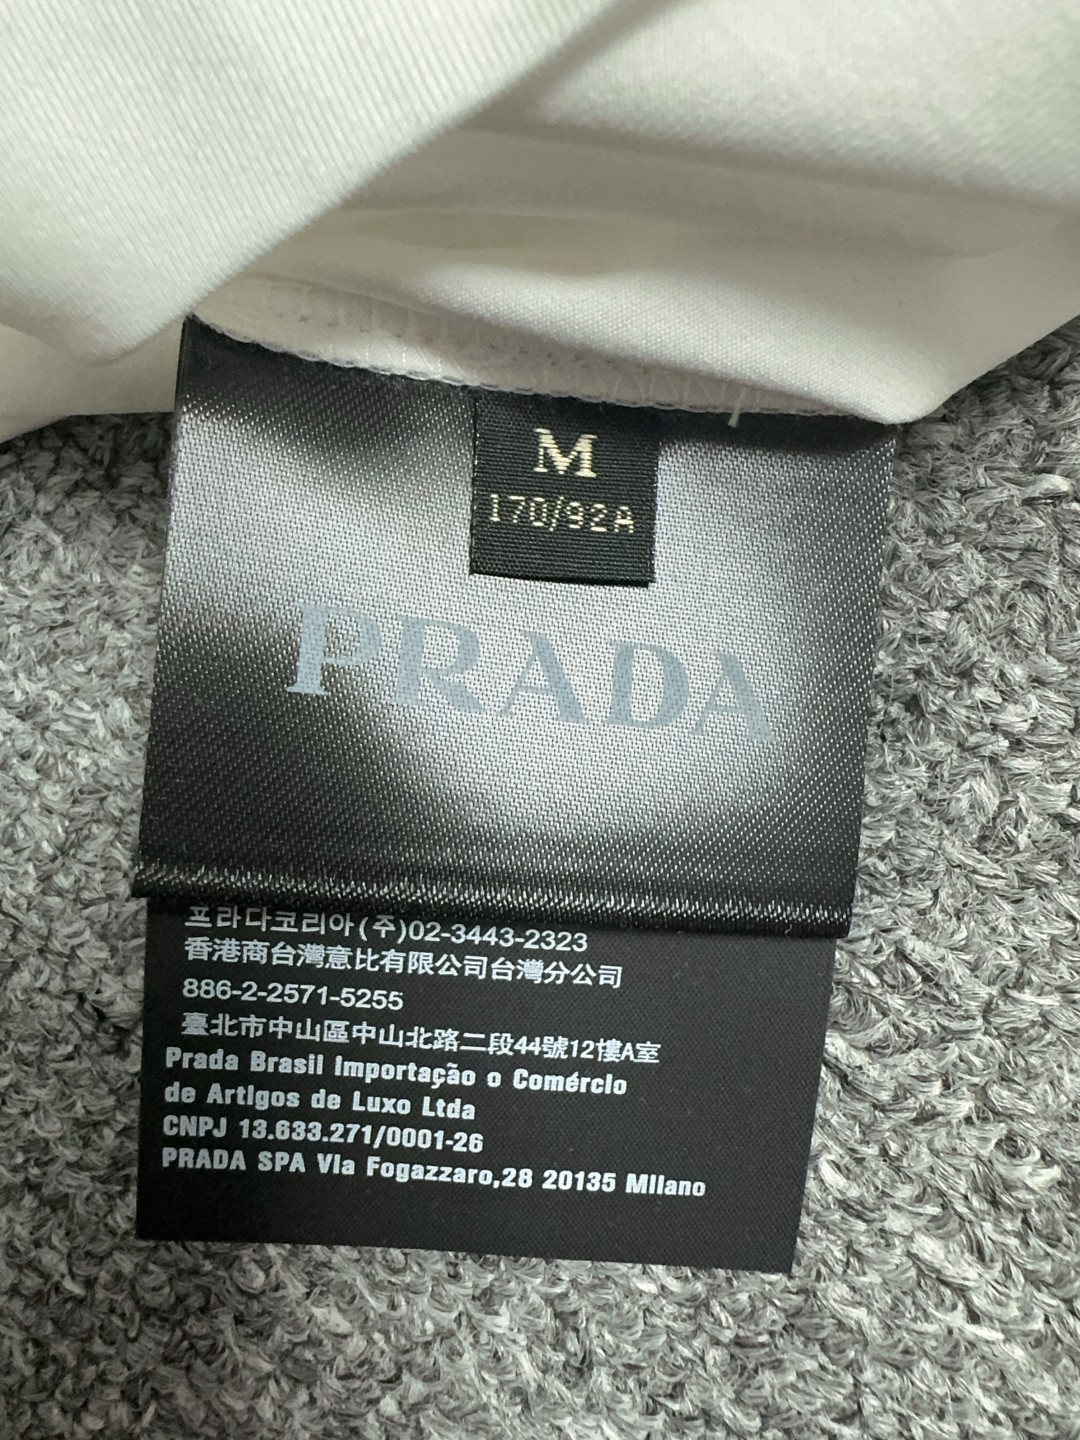 M
170/92A
PRADA
프라다코리아(주)02-3443-2323
香港商台灣意比有限公司台灣分公司
886-2-2571-5255
臺北市中山區中山北路二段44號12樓A室
Prada Brasil Importação o Comércio
de Artigos de Luxo Ltda
CNPJ 13.633.271/0001-26
PRADA SPA Via Fogazzaro,28 20135 Milano